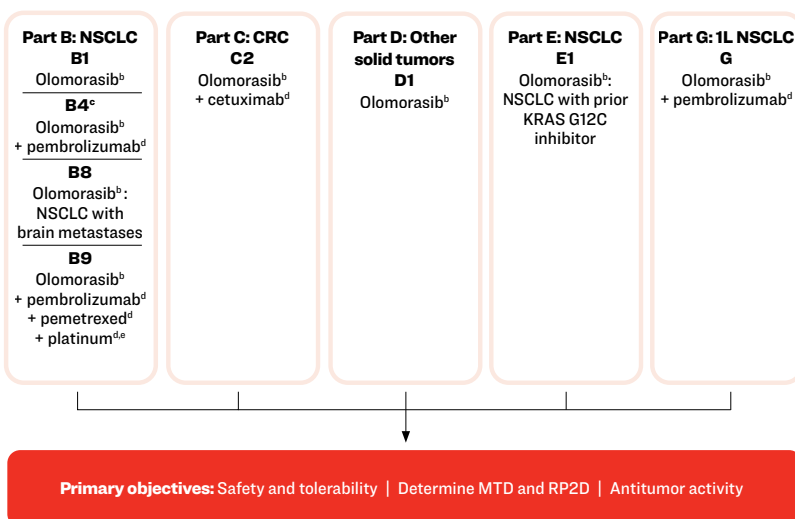 Part B: NSCLC
B1
Olomorasibᵇ
B4ᶜ
Olomorasibᵇ
+ pembrolizumabᵈ
B8
Olomorasibᵇ:
NSCLC with
brain metastases
B9
Olomorasibᵇ
+ pembrolizumabᵈ
+ pemetrexedᵈ
+ platinumᵈ,ᵉ
Part C: CRC
C2
Olomorasibᵇ
+ cetuximabᵈ
Part D: Other
solid tumors
D1
Olomorasibᵇ
Part E: NSCLC
E1
Olomorasibᵇ:
NSCLC with prior
KRAS G12C
inhibitor
Part G: 1L NSCLC
G
Olomorasibᵇ
+ pembrolizumabᵈ
Primary objectives: Safety and tolerability | Determine MTD and RP2D | Antitumor activity